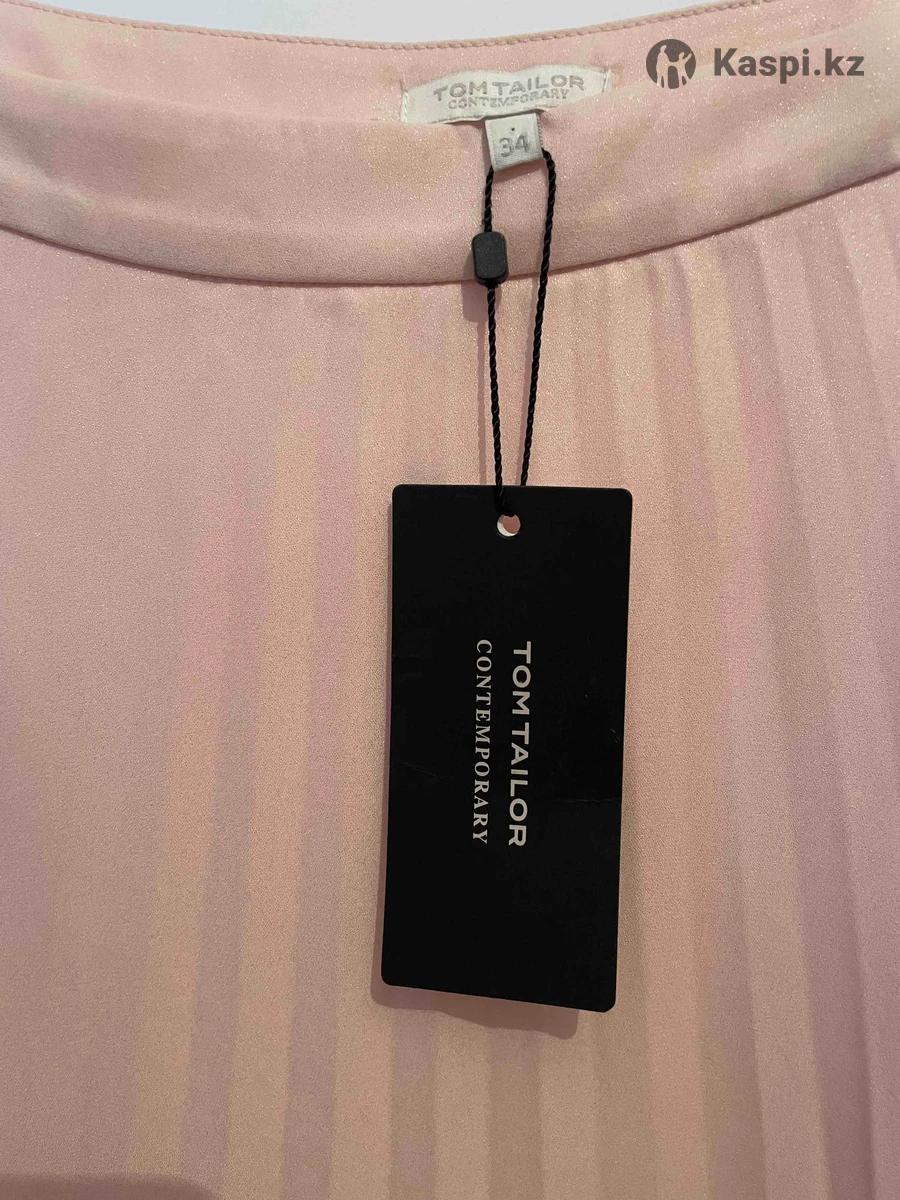 Kaspi.kz
TOM TAILOR
CONTEMPORARY
34
TOM TAILOR
CONTEMPORARY